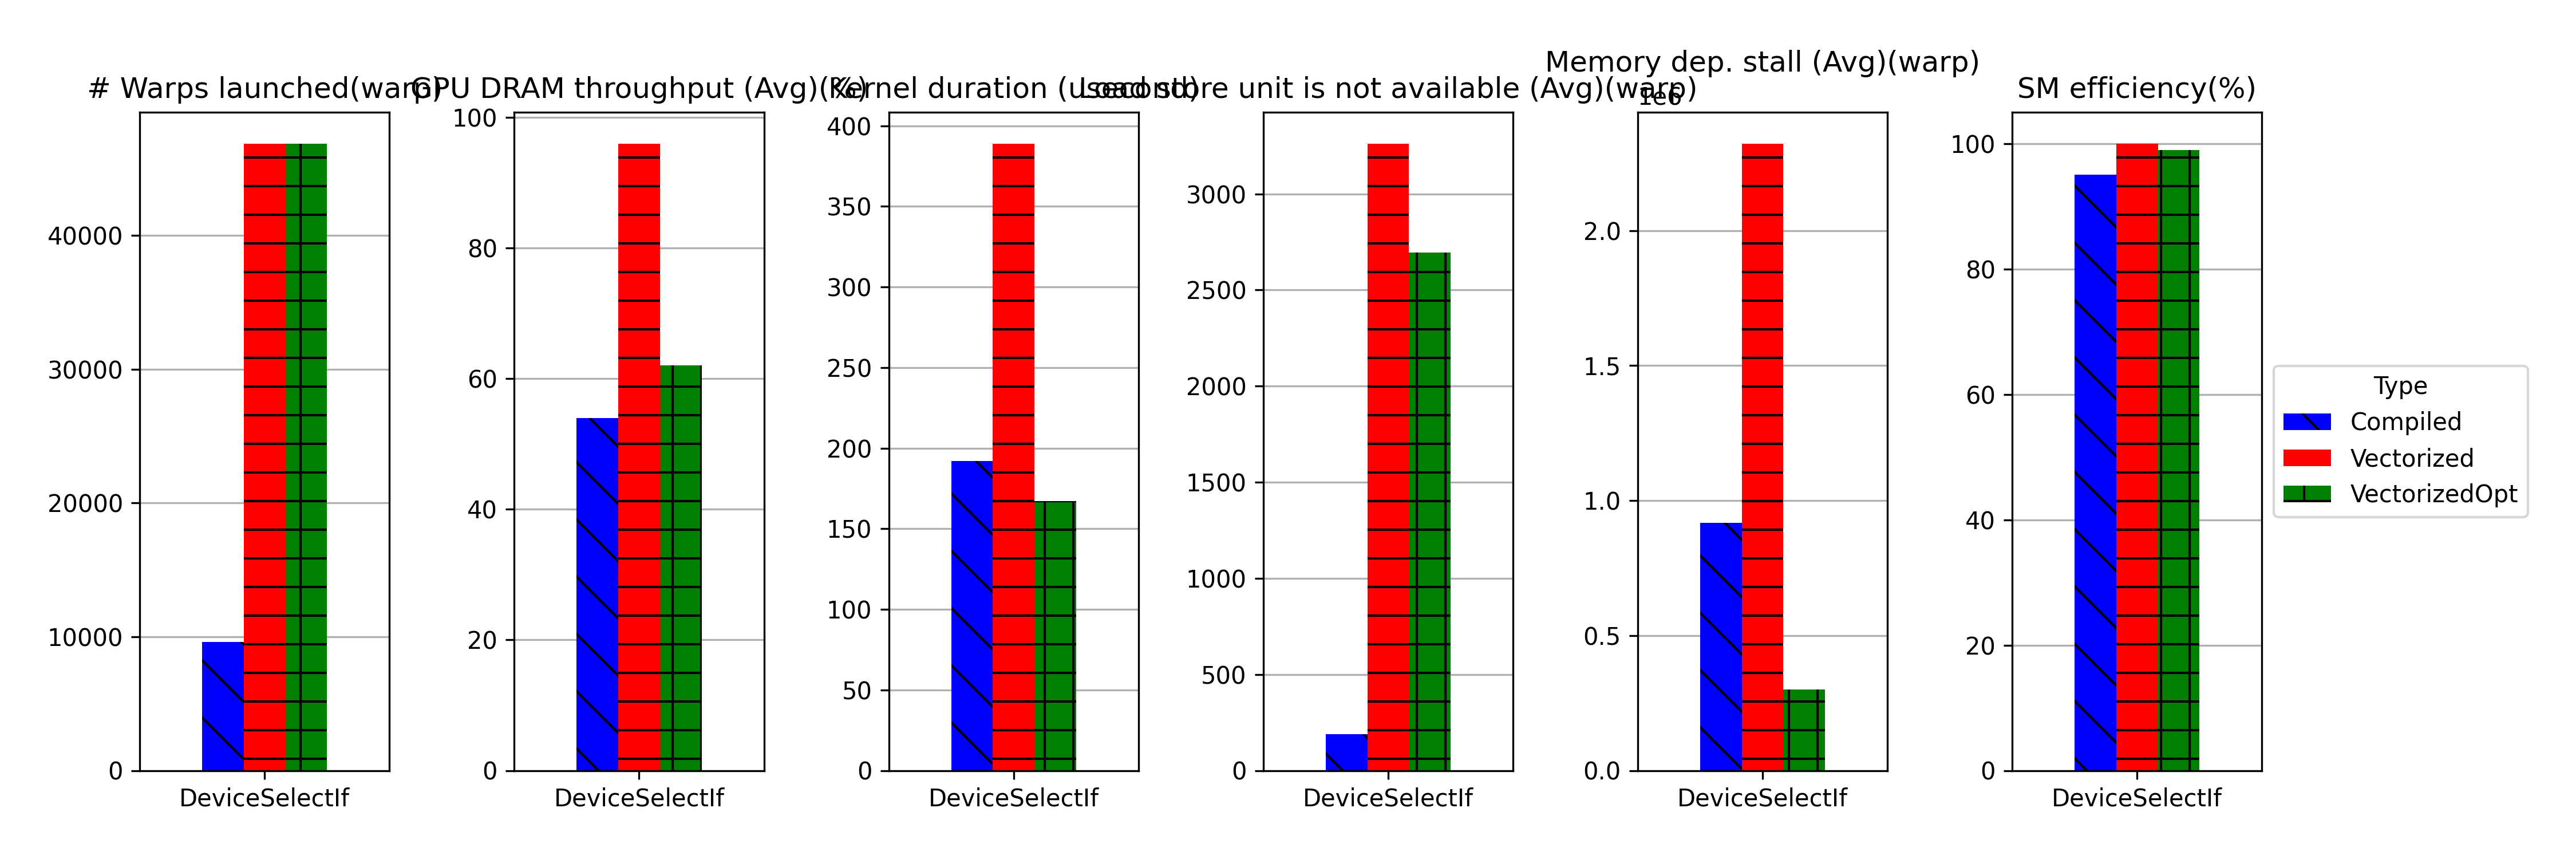 # Warps launched(warp)
GPU DRAM throughput (Avg)(%)
Kernel duration (usecond)
Load store unit is not available (Avg)(warp)
Memory dep. stall (Avg)(warp)
SM efficiency(%)
40000
30000
20000
10000
0
DeviceSelectIf
100
80
60
40
20
0
DeviceSelectIf
400
350
300
250
200
150
100
50
0
DeviceSelectIf
3000
2500
2000
1500
1000
500
0
DeviceSelectIf
1e6
2.0
1.5
1.0
0.5
0.0
DeviceSelectIf
100
80
60
40
20
0
DeviceSelectIf
Type
Compiled
Vectorized
VectorizedOpt